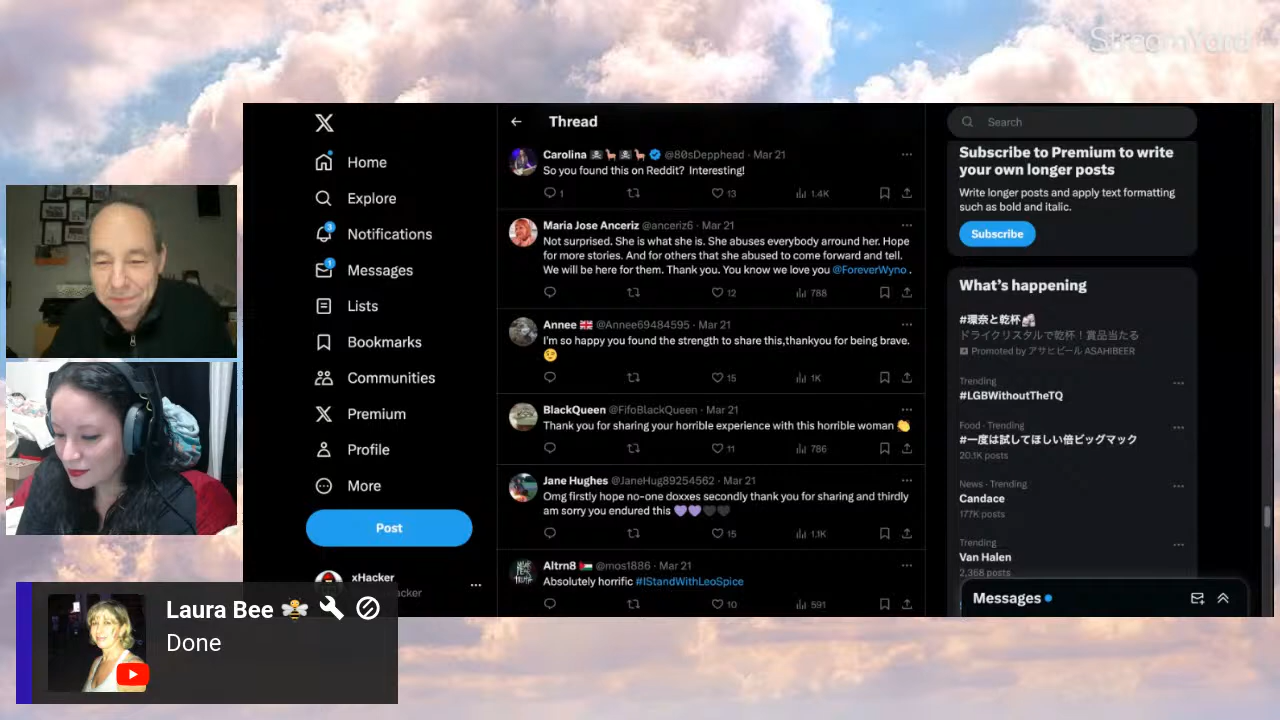 StreamYard
X
Home
Explore
3
Notifications
1
Messages
Lists
Bookmarks
Communities
Premium
Profile
More
Post
xHacker
acker
Thread
Carolina @80sDepphead · Mar 21
So you found this on Reddit? Interesting!
1 13 1.4K
Maria Jose Anceriz @anceriz6 · Mar 21
Not surprised. She is what she is. She abuses everybody arround her. Hope
for more stories. And for others that she abused to come forward and tell.
We will be here for them. Thank you. You know we love you @ForeverWyno .
12 788
Annee 🇬🇧 @Annee69484595 · Mar 21
I'm so happy you found the strength to share this,thankyou for being brave.
15 1K
BlackQueen @FifoBlackQueen · Mar 21
Thank you for sharing your horrible experience with this horrible woman 👏
11 786
Jane Hughes @JaneHug89254562 · Mar 21
Omg firstly hope no-one doxxes secondly thank you for sharing and thirdly
am sorry you endured this 💜💜🖤🖤
15 1.1K
Altrn8 🇵🇸 @mos1886 · Mar 21
Absolutely horrific #IStandWithLeoSpice
10 591
Search
Subscribe to Premium to write
your own longer posts
Write longer posts and apply text formatting
such as bold and italic.
Subscribe
What's happening
#環奈と乾杯🍻
ドライクリスタルで乾杯！賞品当たる
Promoted by アサヒビール ASAHIBEER
Trending
#LGBWithoutTheTQ
Food · Trending
#一度は試してほしい倍ビッグマック
20.1K posts
News · Trending
Candace
177K posts
Trending
Van Halen
2,368 posts
Messages
Laura Bee 🐝
Done